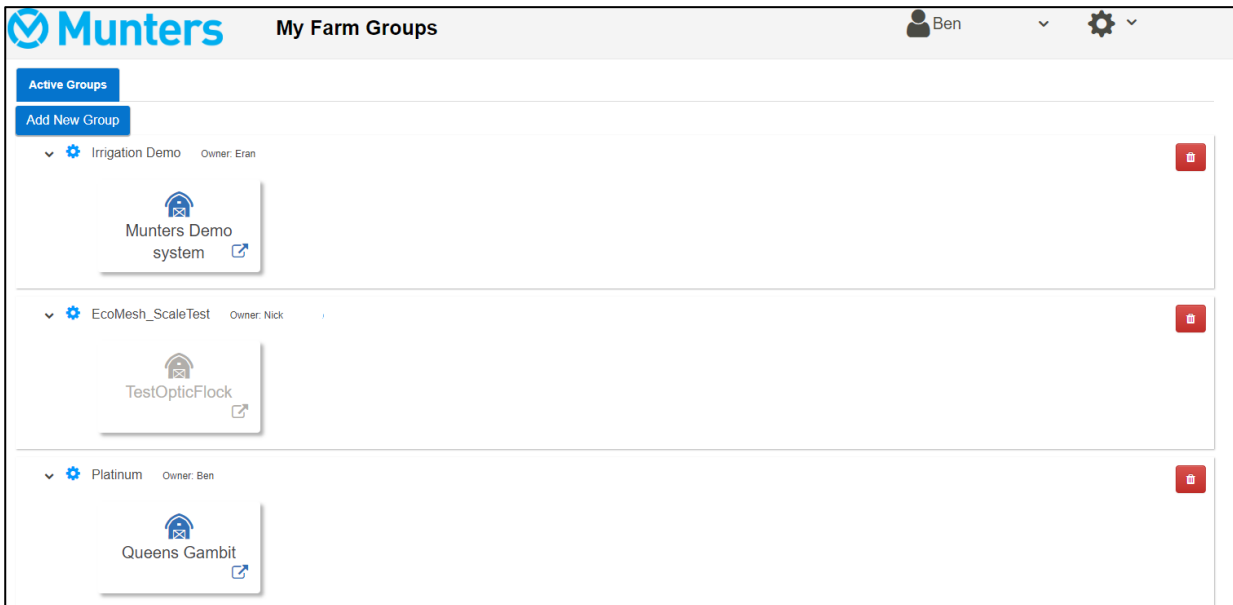 Munters My Farm Groups Ben
Active Groups
Add New Group
Irrigation Demo Owner: Eran
Munters Demo
system
EcoMesh_ScaleTest Owner: Nick
TestOpticFlock
Platinum Owner: Ben
Queens Gambit